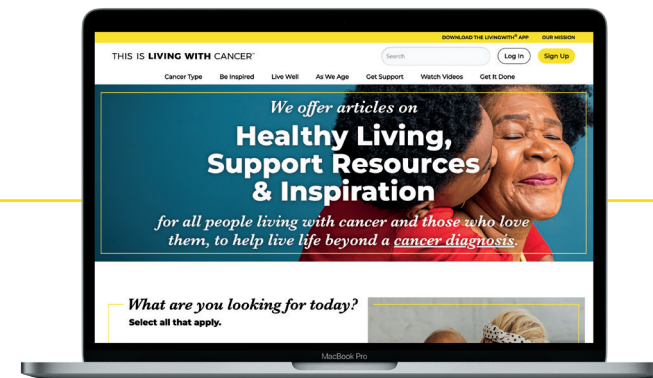 DOWNLOAD THE LIVINGWITH® APP OUR MISSION
THIS IS LIVING WITH CANCER™
Search
Log In
Sign Up
Cancer Type Be Inspired Live Well As We Age Get Support Watch Videos Get It Done
We offer articles on
Healthy Living,
Support Resources
& Inspiration
for all people living with cancer and those who love
them, to help live life beyond a cancer diagnosis.
What are you looking for today?
Select all that apply.
MacBook Pro